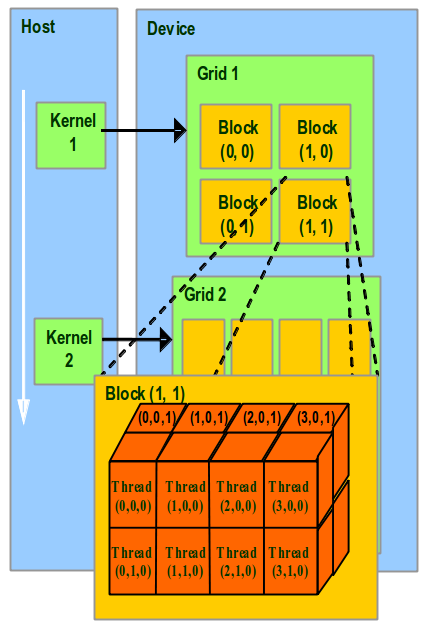 Host
Device
Grid 1
Kernel
1
Block
(0, 0)
Block
(1, 0)
Block
(0, 1)
Block
(1, 1)
Grid 2
Kernel
2
Block (1, 1)
(0,0,1) (1,0,1) (2,0,1) (3,0,1)
Thread Thread Thread Thread
(0,0,0) (1,0,0) (2,0,0) (3,0,0)
Thread Thread Thread Thread
(0,1,0) (1,1,0) (2,1,0) (3,1,0)